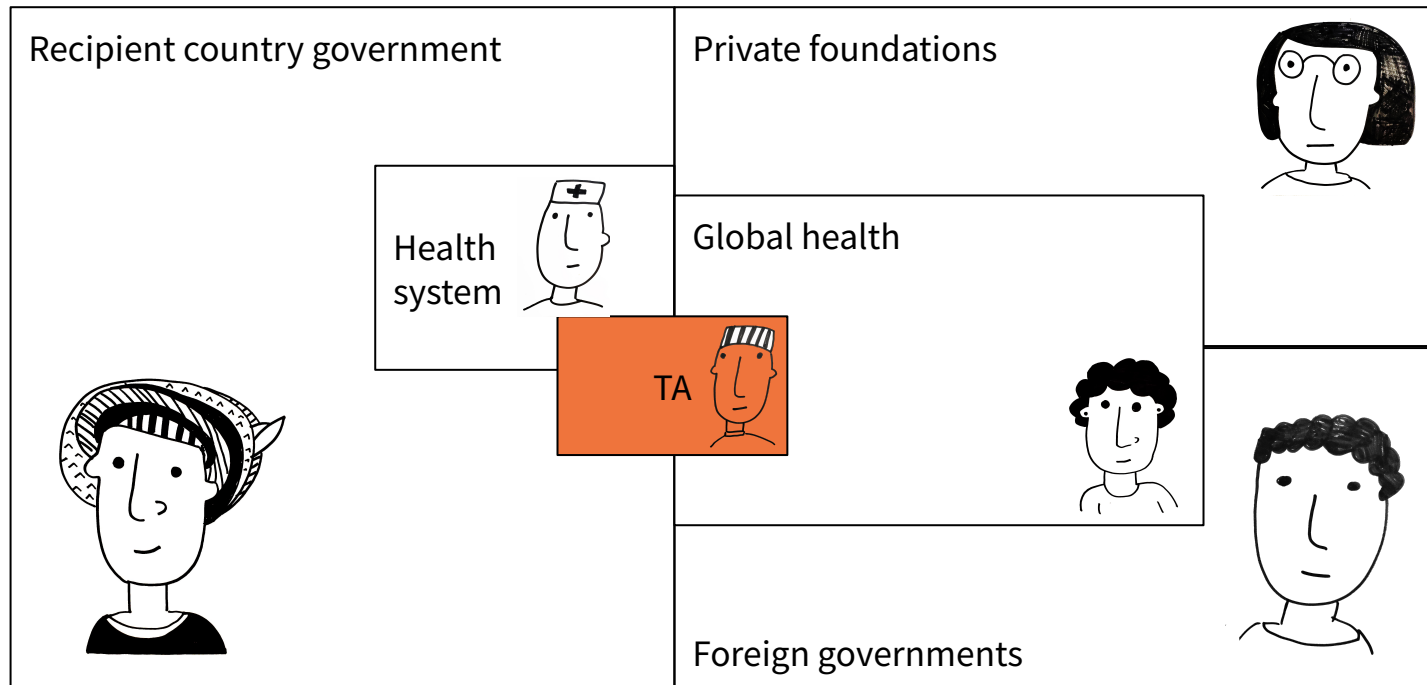 Recipient country government
Private foundations
Health
system
Global health
TA
Foreign governments